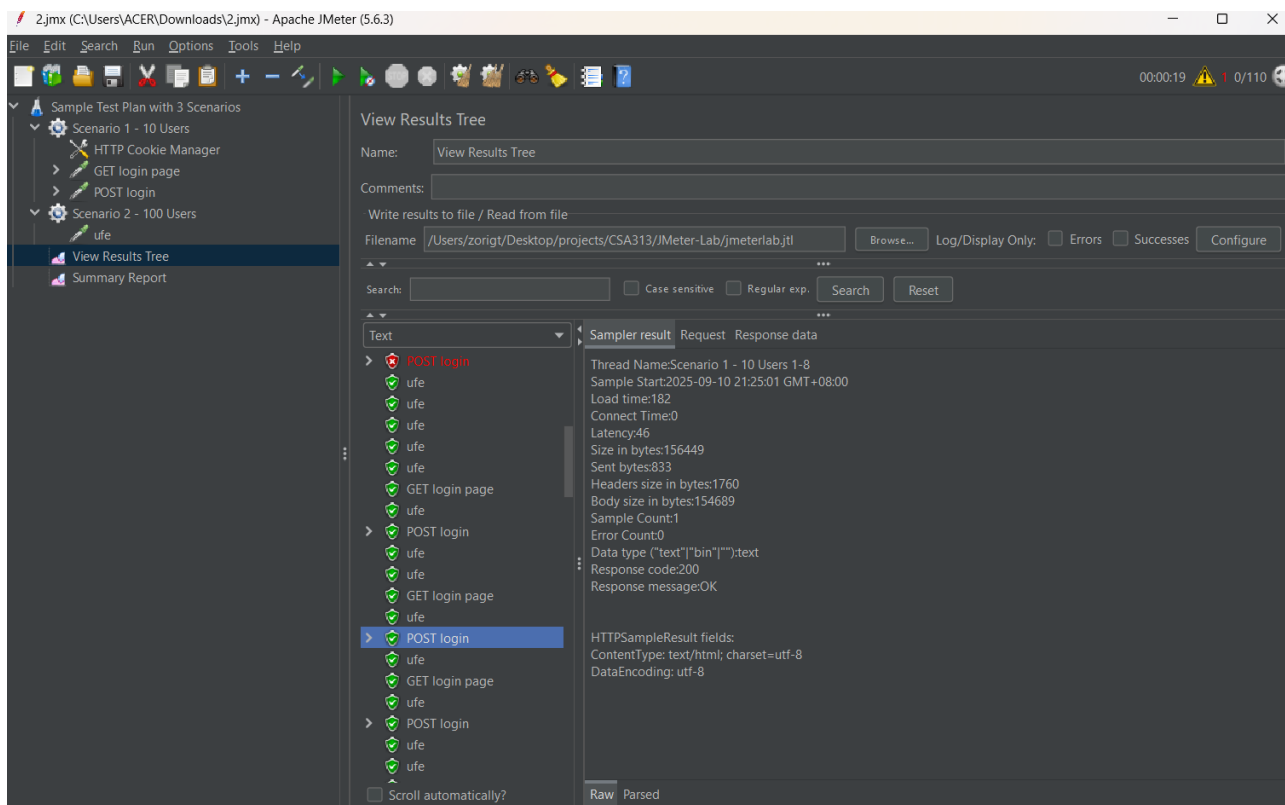 2.jmx (C:\Users\ACER\Downloads\2.jmx) - Apache JMeter (5.6.3)
File Edit Search Run Options Tools Help
00:00:19 1 0/110
Sample Test Plan with 3 Scenarios
Scenario 1 - 10 Users
HTTP Cookie Manager
GET login page
POST login
Scenario 2 - 100 Users
ufe
View Results Tree
Summary Report
View Results Tree
Name: View Results Tree
Comments:
Write results to file / Read from file
Filename /Users/zorigt/Desktop/projects/CSA313/JMeter-Lab/jmeterlab.jtl Browse... Log/Display Only: Errors Successes Configure
Search: Case sensitive Regular exp. Search Reset
Text
POST login
ufe
ufe
ufe
ufe
ufe
GET login page
ufe
POST login
ufe
ufe
GET login page
ufe
POST login
ufe
GET login page
ufe
POST login
ufe
ufe
Scroll automatically?
Sampler result Request Response data
Thread Name:Scenario 1 - 10 Users 1-8
Sample Start:2025-09-10 21:25:01 GMT+08:00
Load time:182
Connect Time:0
Latency:46
Size in bytes:156449
Sent bytes:833
Headers size in bytes:1760
Body size in bytes:154689
Sample Count:1
Error Count:0
Data type ("text"|"bin"|""):text
Response code:200
Response message:OK
HTTPSampleResult fields:
ContentType: text/html; charset=utf-8
DataEncoding: utf-8
Raw Parsed